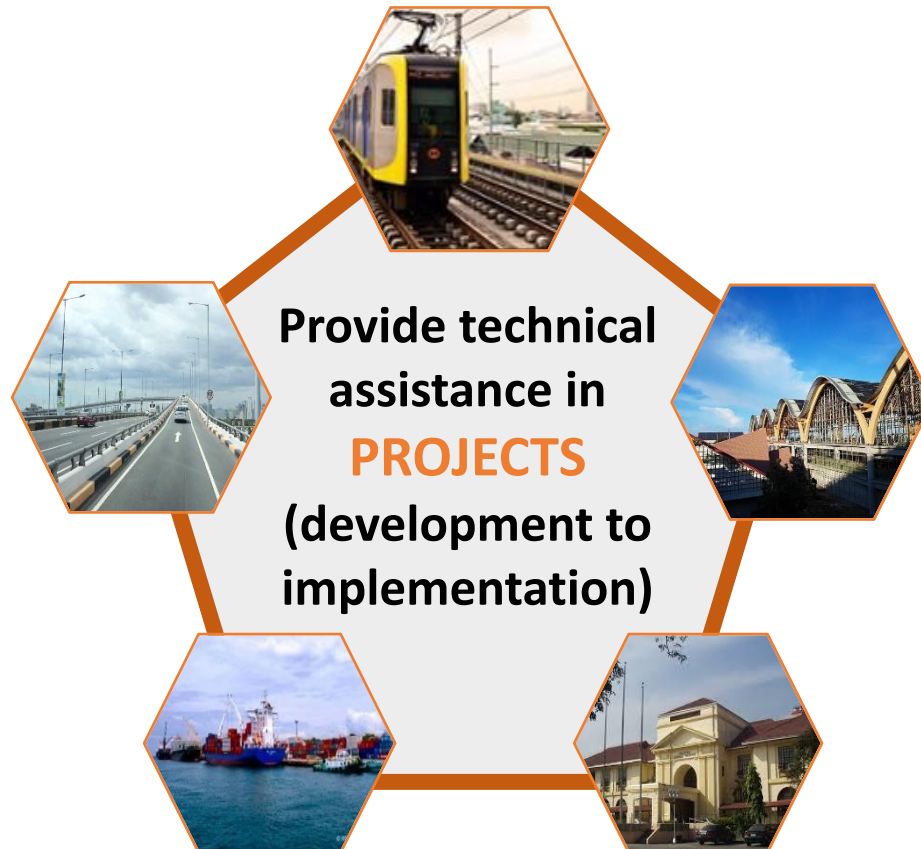 Provide technical
assistance in
PROJECTS
(development to
implementation)